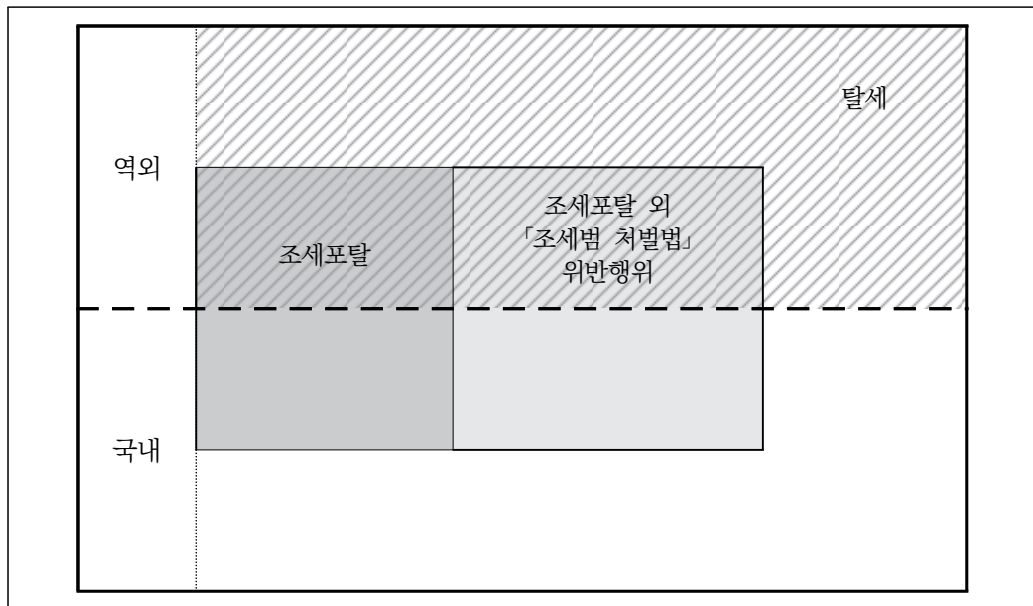 탈세
역외
조세포탈 외
「조세범 처벌법」
위반행위
조세포탈
국내